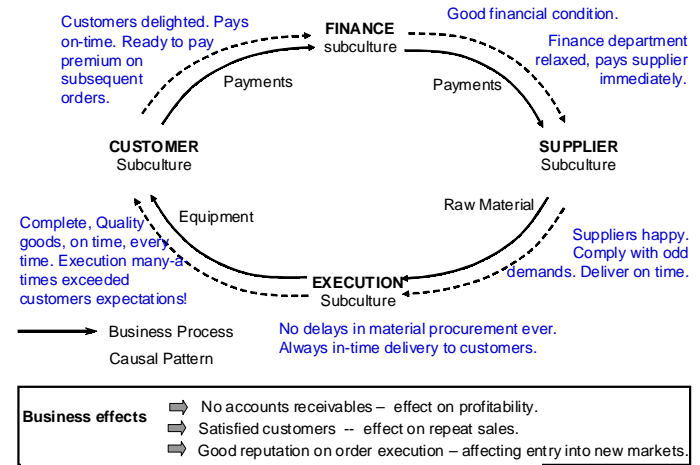 Customers delighted. Pays
on-time. Ready to pay
premium on
subsequent
orders.
FINANCE
subculture
Good financial condition.
Finance department
relaxed, pays supplier
immediately.
Payments
Payments
CUSTOMER
Subculture
SUPPLIER
Subculture
Equipment
Raw Material
Complete, Quality
goods, on time, every
time. Execution many-a-
times exceeded
customers expectations!
Suppliers happy.
Comply with odd
demands. Deliver on time.
EXECUTION
Subculture
Business Process
Causal Pattern
No delays in material procurement ever.
Always in-time delivery to customers.
Business effects
No accounts receivables – effect on profitability.
Satisfied customers -- effect on repeat sales.
Good reputation on order execution – affecting entry into new markets.